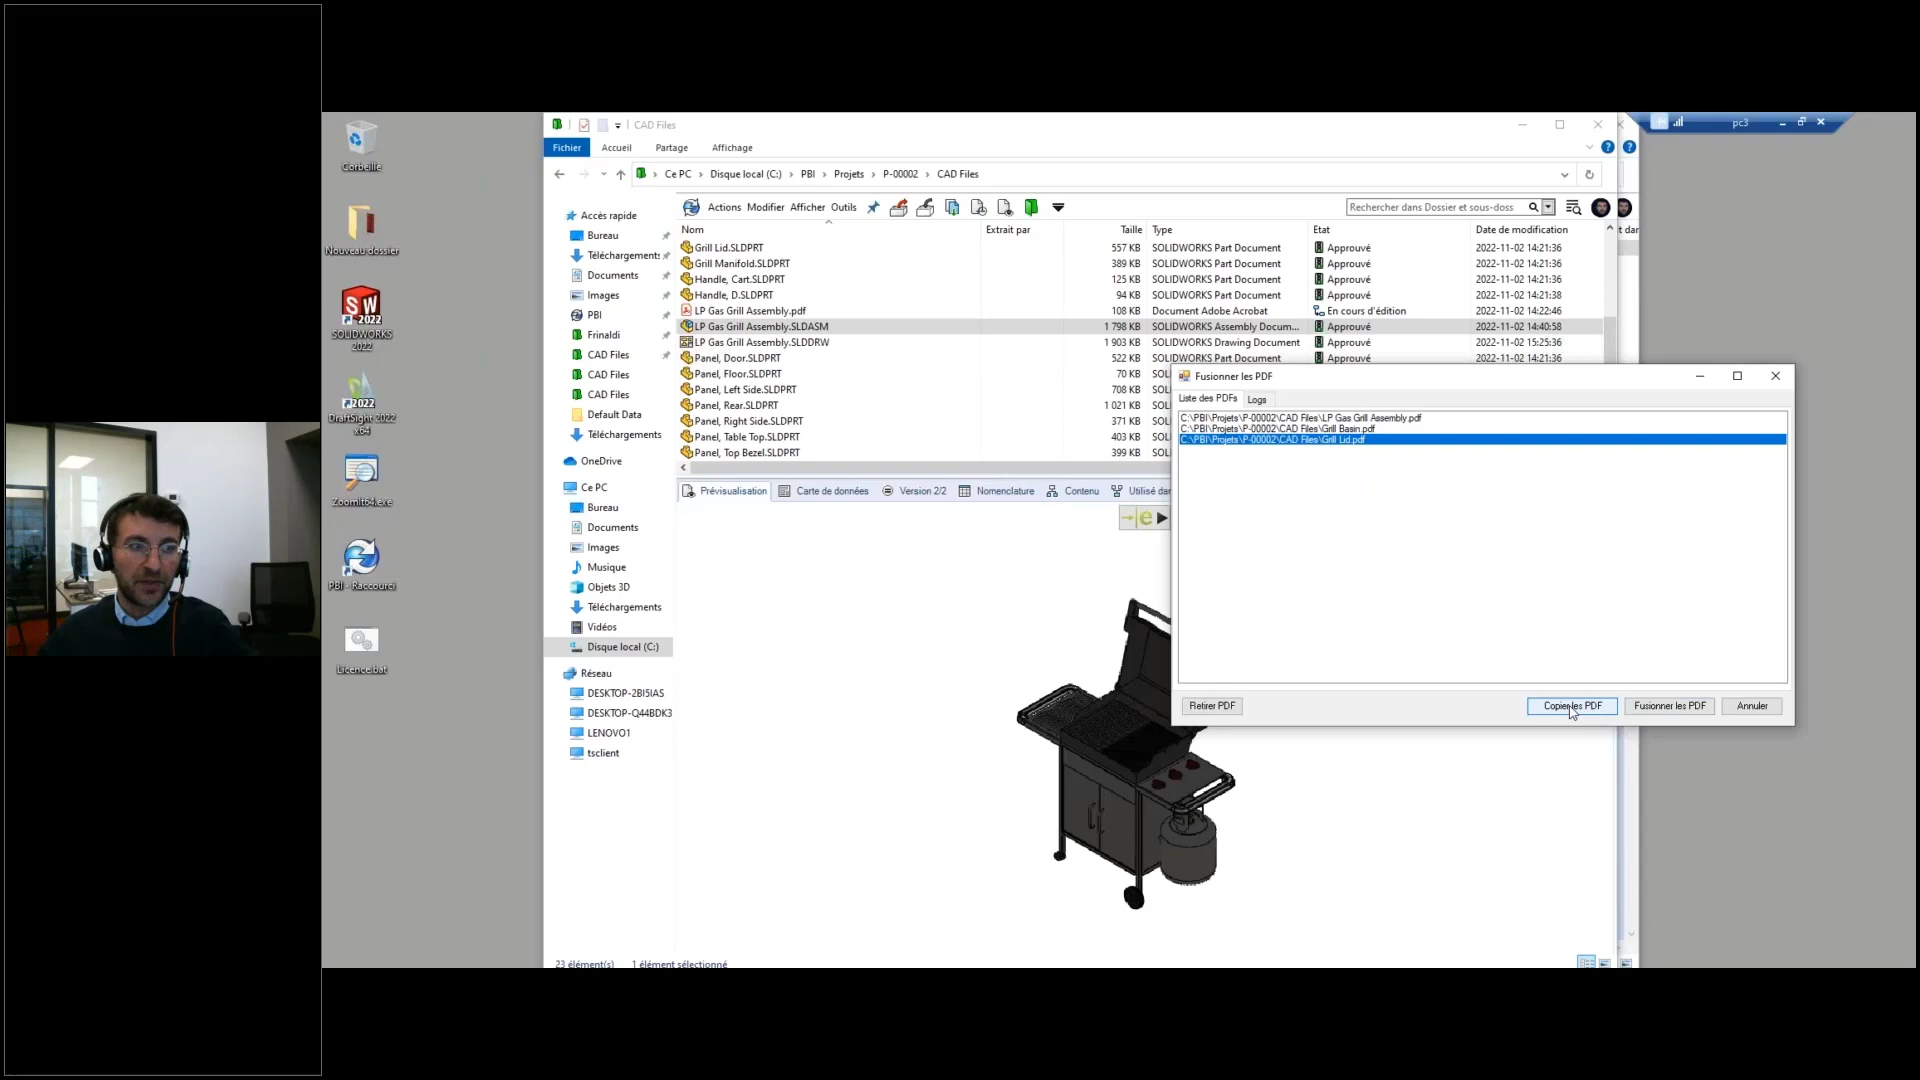 Corbeille
Nouveau dossier
SOLIDWORKS
2022
DraftSight 2022
x64
ZoomIt64.exe
PBI - Raccourci
Licence.bat
CAD Files
pc3
Fichier Accueil Partage Affichage
Ce PC › Disque local (C:) › PBI › Projets › P-00002 › CAD Files
Actions Modifier Afficher Outils
Rechercher dans Dossier et sous-doss
Accès rapide
Bureau
Téléchargements
Documents
Images
PBI
Frinaldi
CAD Files
CAD Files
CAD Files
Default Data
Téléchargements
OneDrive
Ce PC
Bureau
Documents
Images
Musique
Objets 3D
Téléchargements
Vidéos
Disque local (C:)
Réseau
DESKTOP-2BI5IAS
DESKTOP-Q44BDK3
LENOVO1
tsclient
Nom Extrait par Taille Type Etat Date de modification t dar
Grill Lid.SLDPRT 557 KB SOLIDWORKS Part Document Approuvé 2022-11-02 14:21:36
Grill Manifold.SLDPRT 389 KB SOLIDWORKS Part Document Approuvé 2022-11-02 14:21:36
Handle, Cart.SLDPRT 125 KB SOLIDWORKS Part Document Approuvé 2022-11-02 14:21:36
Handle, D.SLDPRT 94 KB SOLIDWORKS Part Document Approuvé 2022-11-02 14:21:38
LP Gas Grill Assembly.pdf 108 KB Document Adobe Acrobat En cours d'édition 2022-11-02 14:22:46
LP Gas Grill Assembly.SLDASM 1 798 KB SOLIDWORKS Assembly Docum... Approuvé 2022-11-02 14:40:58
LP Gas Grill Assembly.SLDDRW 1 903 KB SOLIDWORKS Drawing Document Approuvé 2022-11-02 15:25:36
Panel, Door.SLDPRT 522 KB SOLIDWORKS Part Document Approuvé 2022-11-02 14:21:36
Panel, Floor.SLDPRT 70 KB SOLI
Panel, Left Side.SLDPRT 708 KB SOLI
Panel, Rear.SLDPRT 1 021 KB SOLI
Panel, Right Side.SLDPRT 371 KB SOLI
Panel, Table Top.SLDPRT 403 KB SOLI
Panel, Top Bezel.SLDPRT 399 KB SOLI
Prévisualisation Carte de données Version 2/2 Nomenclature Contenu Utilisé dar
Fusionner les PDF
Liste des PDFs Logs
C:\PBI\Projets\P-00002\CAD Files\LP Gas Grill Assembly.pdf
C:\PBI\Projets\P-00002\CAD Files\Grill Basin.pdf
C:\PBI\Projets\P-00002\CAD Files\Grill Lid.pdf
Retirer PDF Copier les PDF Fusionner les PDF Annuler
23 élément(s) 1 élément sélectionné